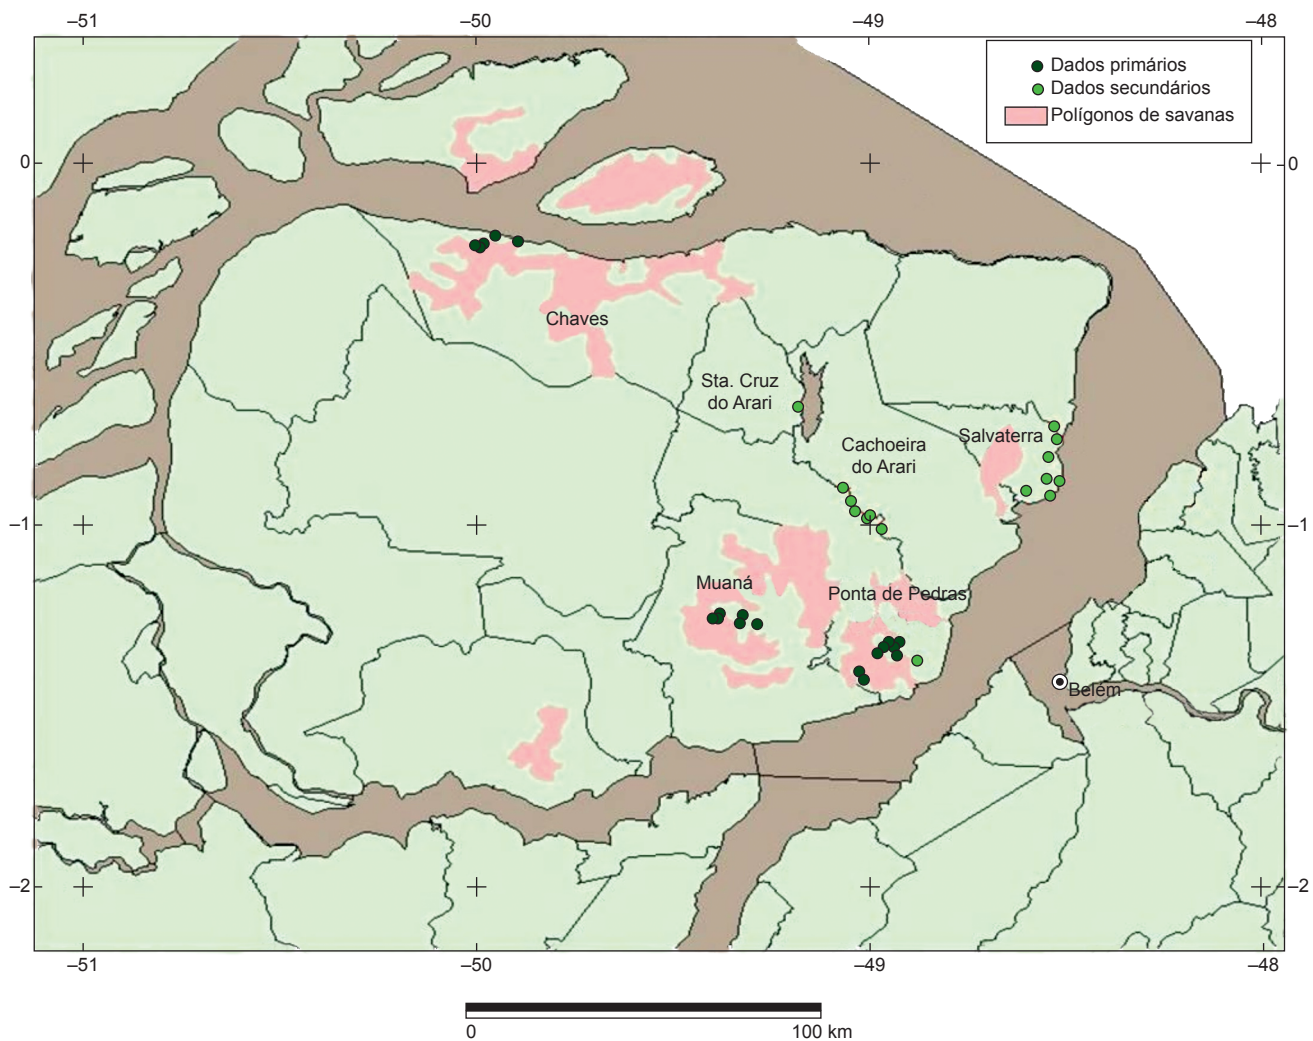 –51
–50
–49
–48
Dados primários
Dados secundários
Polígonos de savanas
0
0
Chaves
Sta. Cruz
do Arari
Cachoeira
do Arari
Salvaterra
–1
–1
Muaná
Ponta de Pedras
Belém
–2
–2
–51
–50
–49
–48
0
100 km